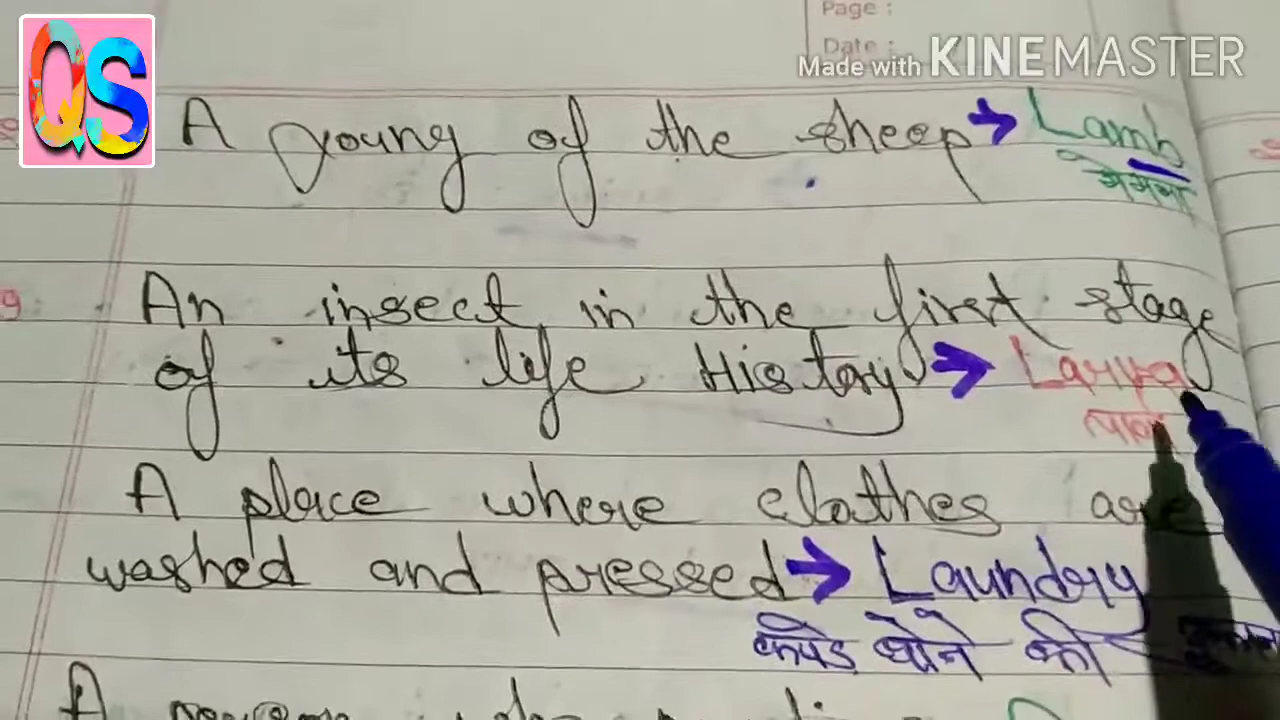 Page :
Date :
Made with KINEMASTER
QS
A young of the sheep → Lamb
मेमना
An insect in the first stage
of its life History → Larva
लार्वा
A place where clothes are
washed and pressed → Laundry
कपडे धोने की दुकान
A